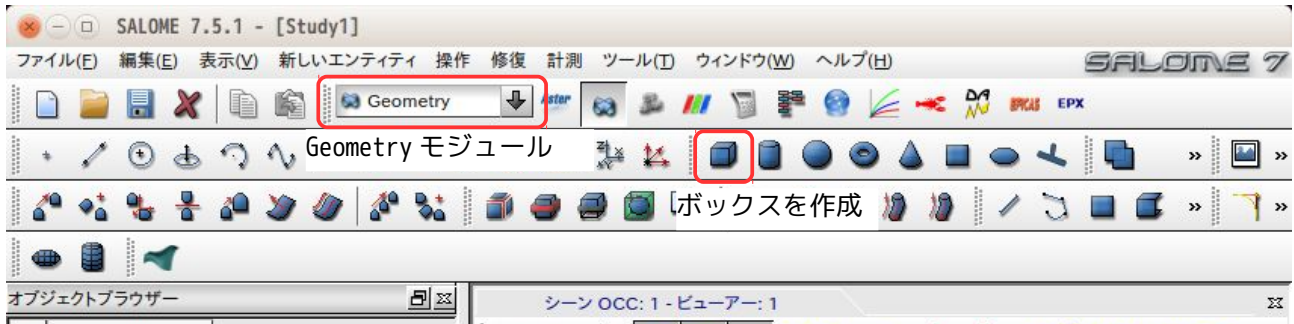 SALOME 7.5.1 - [Study1]
ファイル(F) 編集(E) 表示(V) 新しいエンティティ 操作 修復 計測 ツール(T) ウィンドウ(W) ヘルプ(H) SALOME 7
Geometry aster EFICAS EPX
Geometry モジュール » »
ボックスを作成 » »
オブジェクトブラウザー シーン OCC: 1 - ビューアー: 1